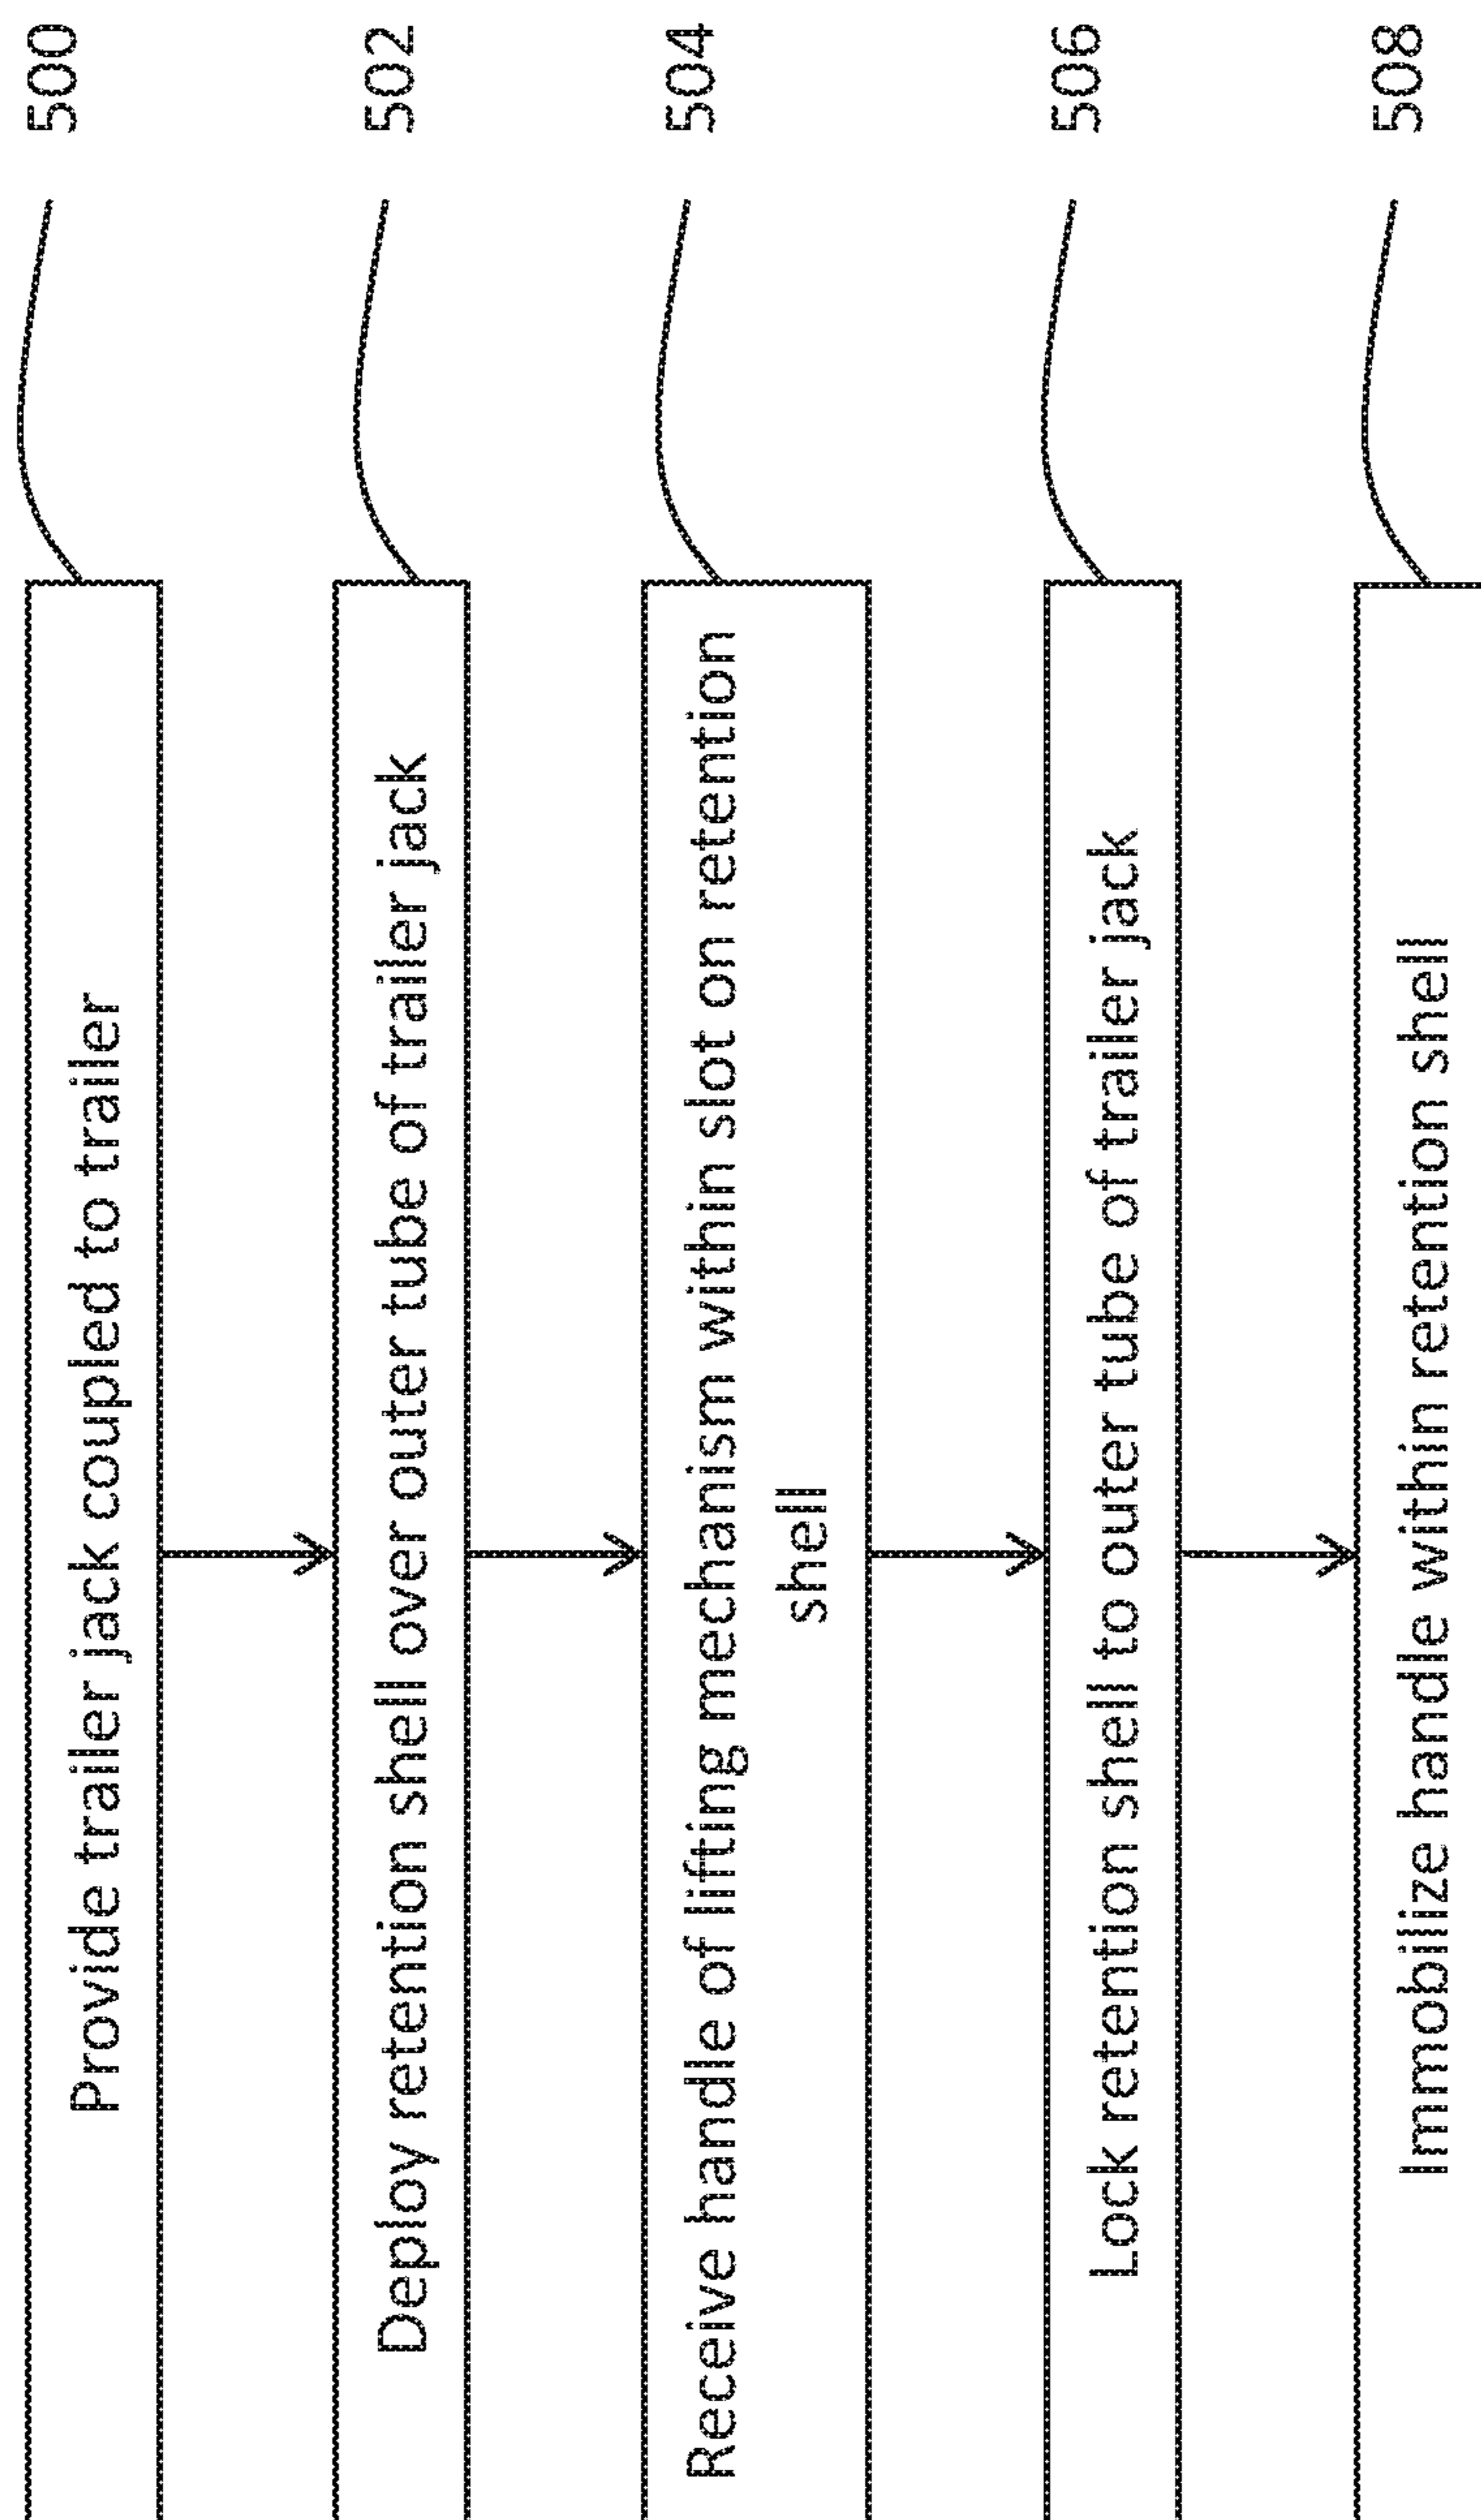 Provide trailer jack coupled to trailer
500
Deploy retention shell over outer tube of trailer jack
502
Receive handle of lifting mechanism within slot on retention
shell
504
Lock retention shell to outer tube of trailer jack
506
Immobilize handle within retention shell
508